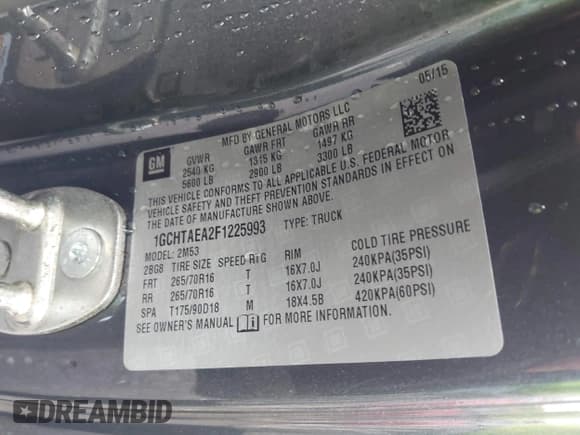 05/15
MFD BY GENERAL MOTORS LLC
GM
GVWR GAWR FRT GAWR RR
2540 KG 1315 KG 1497 KG
5600 LB 2900 LB 3300 LB
THIS VEHICLE CONFORMS TO ALL APPLICABLE U.S. FEDERAL MOTOR
VEHICLE SAFETY AND THEFT PREVENTION STANDARDS IN EFFECT ON
THE DATE OF MANUFACTURE SHOWN ABOVE.
1GCHTAEA2F1225993 TYPE: TRUCK
MODEL: 2M53
2BG8 TIRE SIZE SPEED RTG RIM COLD TIRE PRESSURE
FRT 265/70R16 T 16X7.0J 240KPA(35PSI)
RR 265/70R16 T 16X7.0J 240KPA(35PSI)
SPA T175/90D18 M 18X4.5B 420KPA(60PSI)
SEE OWNER'S MANUAL FOR MORE INFORMATION.
DREAMBID